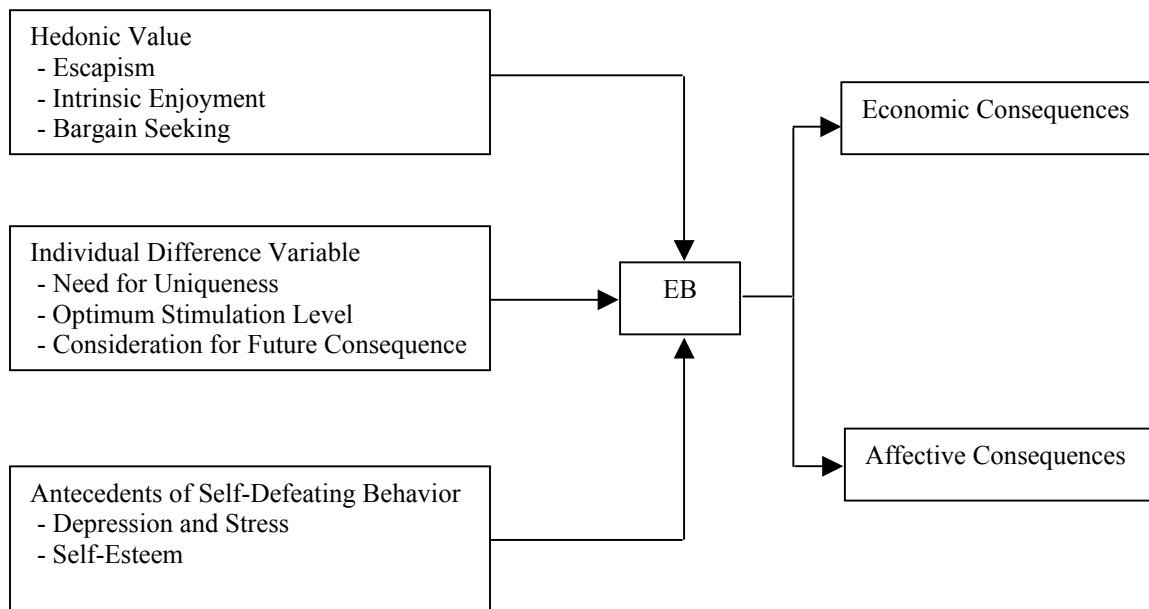 Hedonic Value
- Escapism
- Intrinsic Enjoyment
- Bargain Seeking
Individual Difference Variable
- Need for Uniqueness
- Optimum Stimulation Level
- Consideration for Future Consequence
Antecedents of Self-Defeating Behavior
- Depression and Stress
- Self-Esteem
EB
Economic Consequences
Affective Consequences